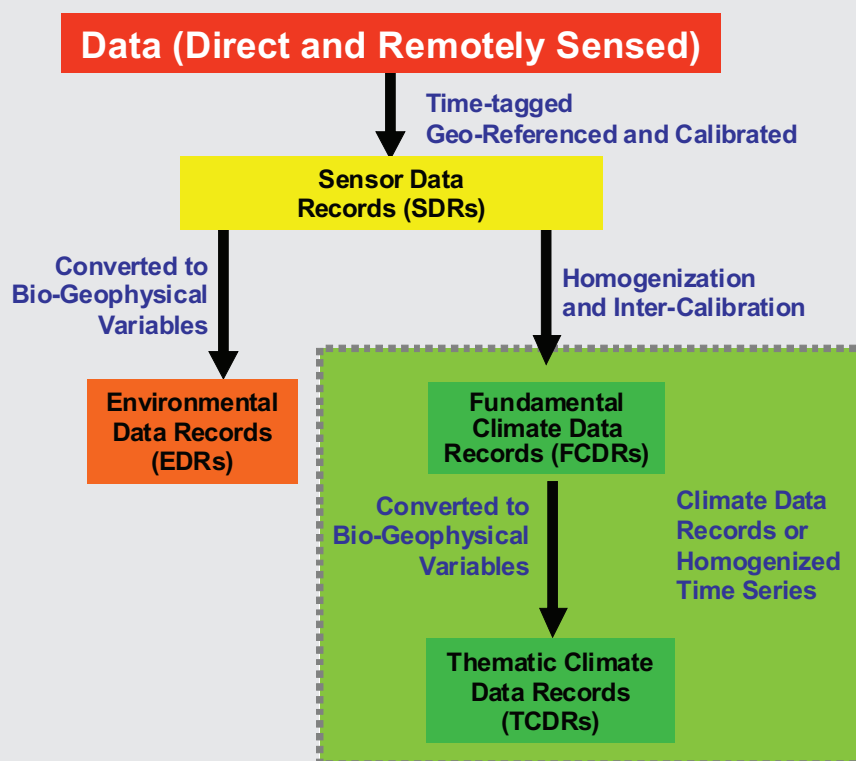 Data (Direct and Remotely Sensed)
Time-tagged
Geo-Referenced and Calibrated
Sensor Data
Records (SDRs)
Converted to
Bio-Geophysical
Variables
Homogenization
and Inter-Calibration
Environmental
Data Records
(EDRs)
Fundamental
Climate Data
Records (FCDRs)
Converted to
Bio-Geophysical
Variables
Climate Data
Records or
Homogenized
Time Series
Thematic Climate
Data Records
(TCDRs)